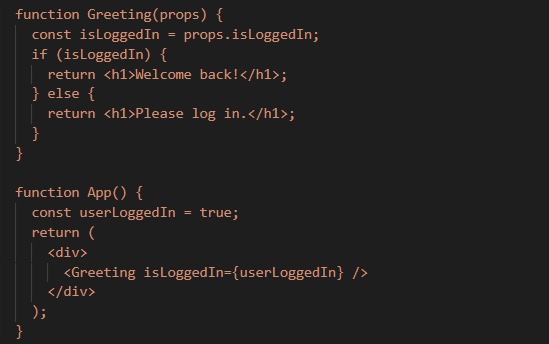 function Greeting(props) {
  const isLoggedIn = props.isLoggedIn;
  if (isLoggedIn) {
    return <h1>Welcome back!</h1>;
  } else {
    return <h1>Please log in.</h1>;
  }
}

function App() {
  const userLoggedIn = true;
  return (
    <div>
      <Greeting isLoggedIn={userLoggedIn} />
    </div>
  );
}